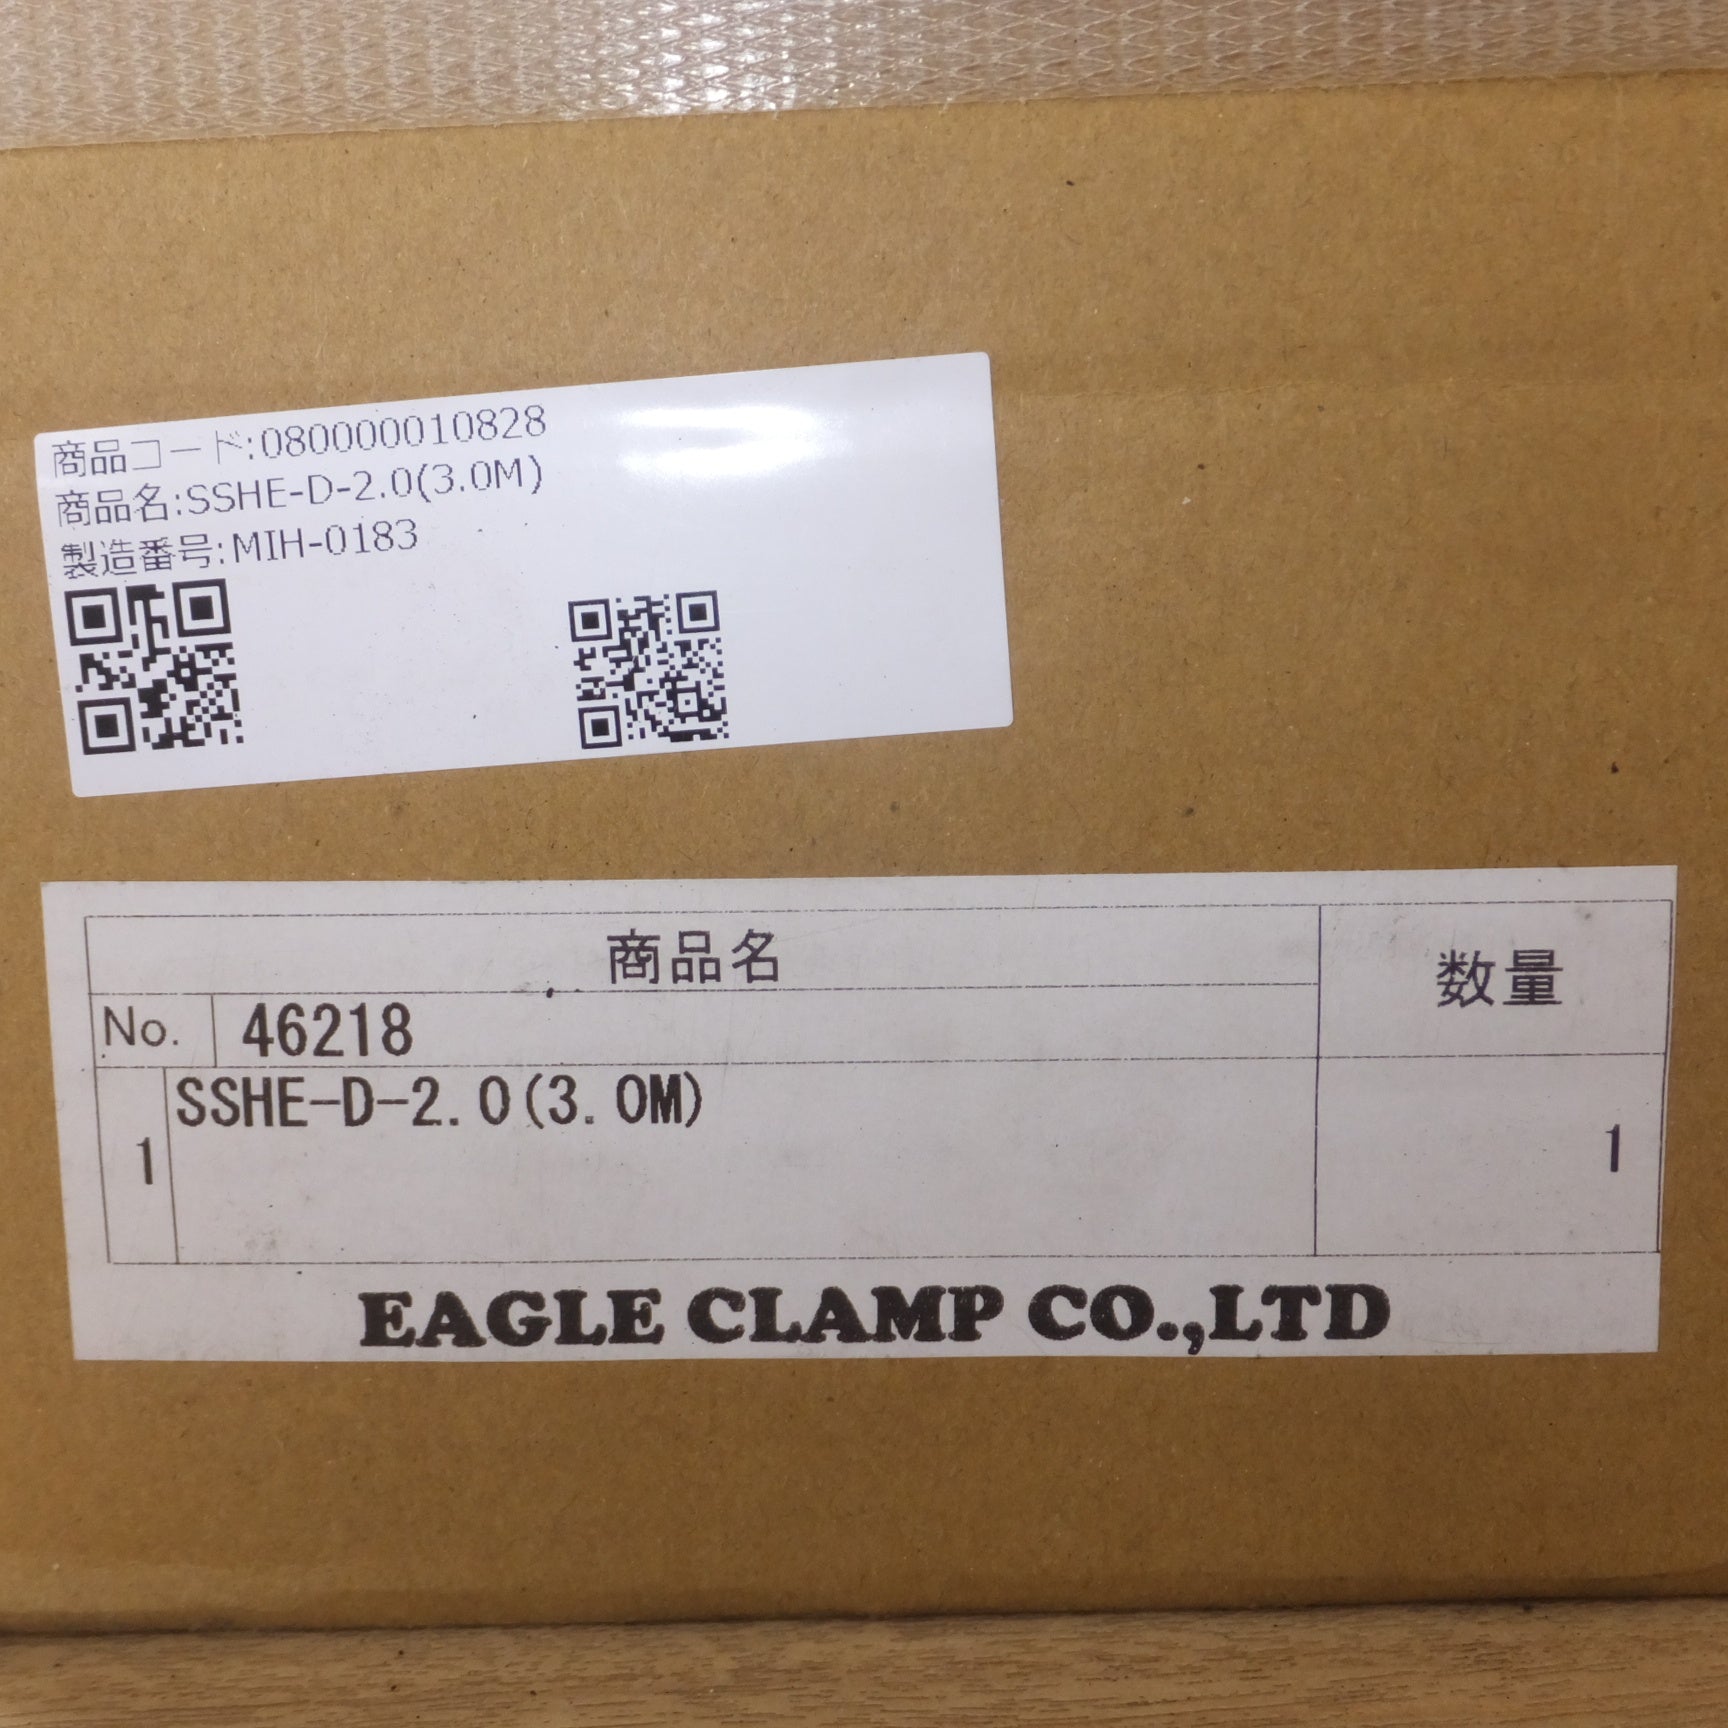 商品コード:080000010828
商品名:SSHE-D-2.0(3.0M)
製造番号:MIH-0183
商品名
数量
No. 46218
1 SSHE-D-2.0(3.0M) 1
EAGLE CLAMP CO.,LTD